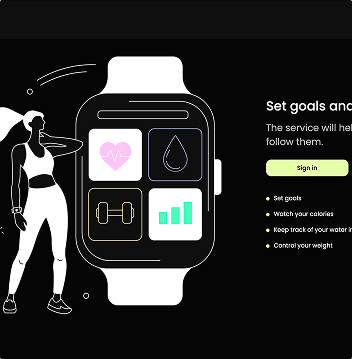 Set goals and
The service will hel
follow them.
Sign in
Set goals
Watch your calories
Keep track of your water in
Control your weight